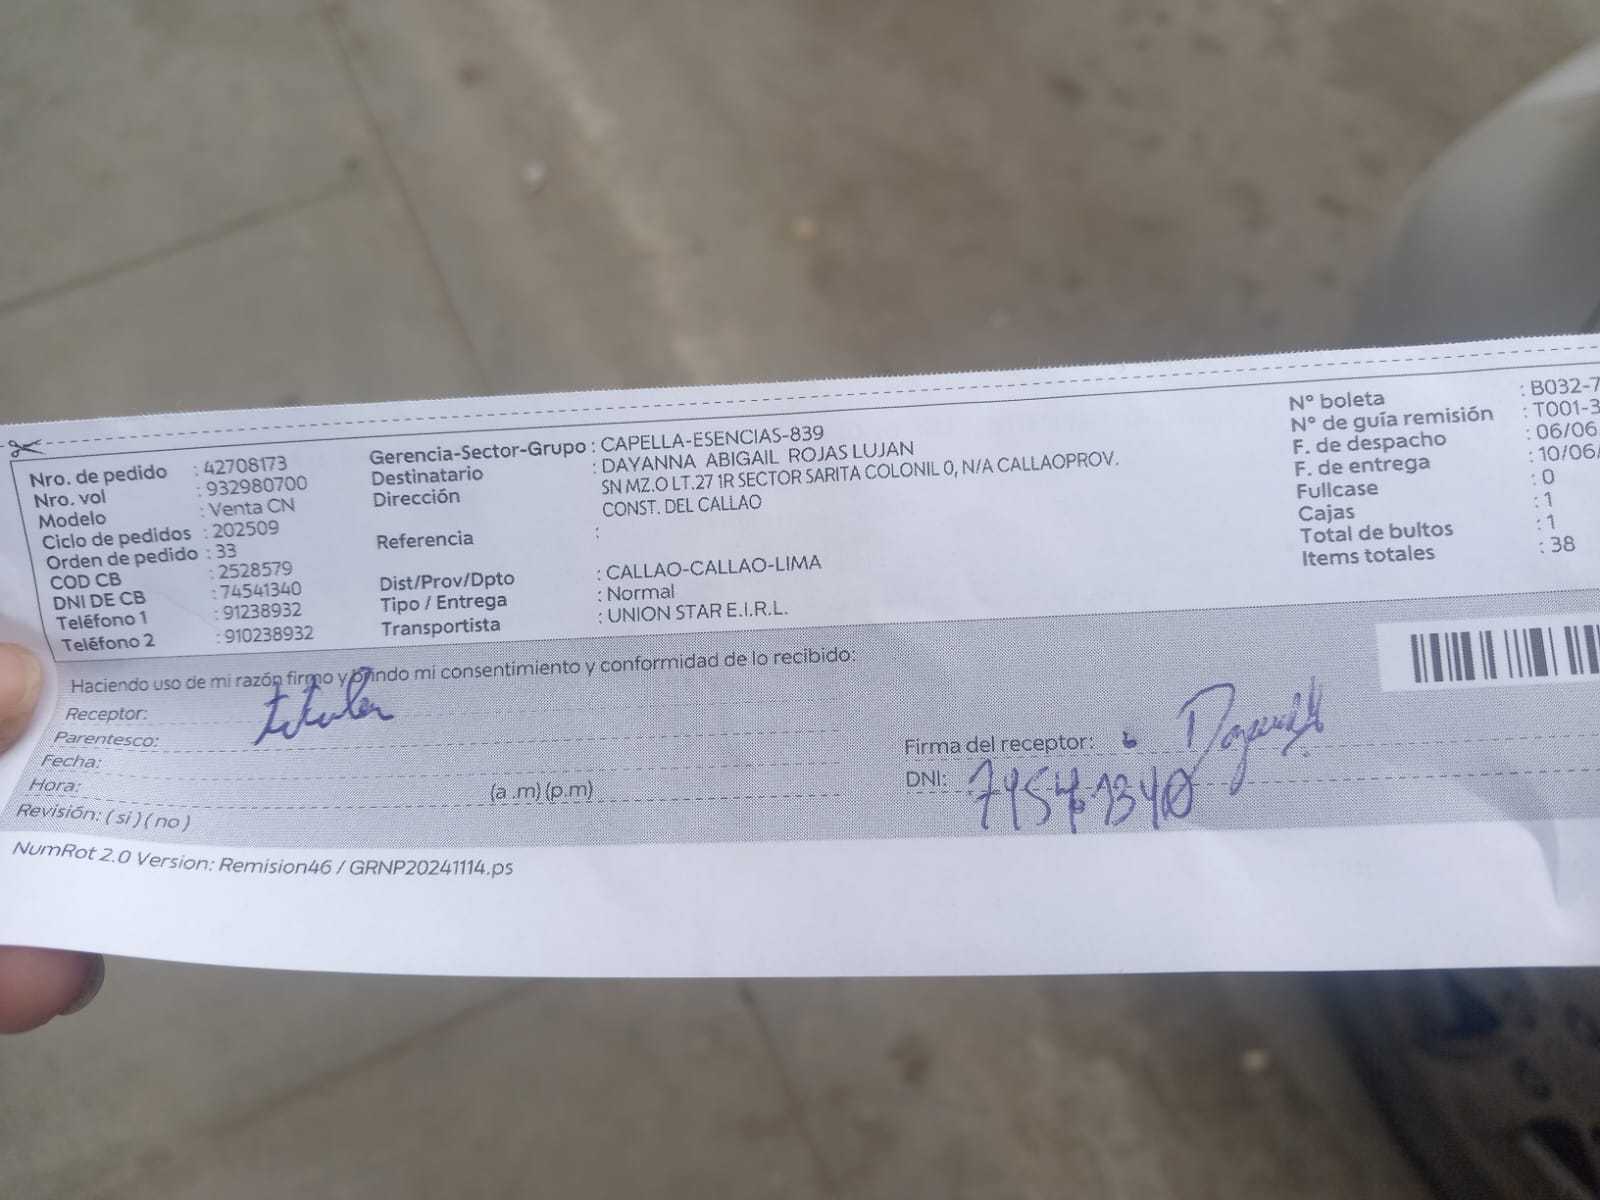 Nro. de pedido : 42708173
Nro. vol : 932980700
Modelo : Venta CN
Ciclo de pedidos : 202509
Orden de pedido : 33
COD CB : 2528579
DNI DE CB : 74541340
Teléfono 1 : 91238932
Teléfono 2 : 910238932
Gerencia-Sector-Grupo : CAPELLA-ESENCIAS-839
Destinatario : DAYANNA ABIGAIL ROJAS LUJAN
Dirección SN MZ.O LT.27 1R SECTOR SARITA COLONIL 0, N/A CALLAOPROV.
CONST. DEL CALLAO
Referencia :
Dist/Prov/Dpto : CALLAO-CALLAO-LIMA
Tipo / Entrega : Normal
Transportista : UNION STAR E.I.R.L.
N° boleta : B032-7
N° de guía remisión : T001-3
F. de despacho : 06/06
F. de entrega : 10/06/
Fullcase : 0
Cajas : 1
Total de bultos : 1
Items totales : 38
Haciendo uso de mi razón firmo y brindo mi consentimiento y conformidad de lo recibido:
Receptor: titular
Parentesco:
Fecha:
Hora: (a .m) (p.m)
Revisión: ( si ) ( no )
Firma del receptor:
DNI: 74541340
NumRot 2.0 Version: Remision46 / GRNP20241114.ps